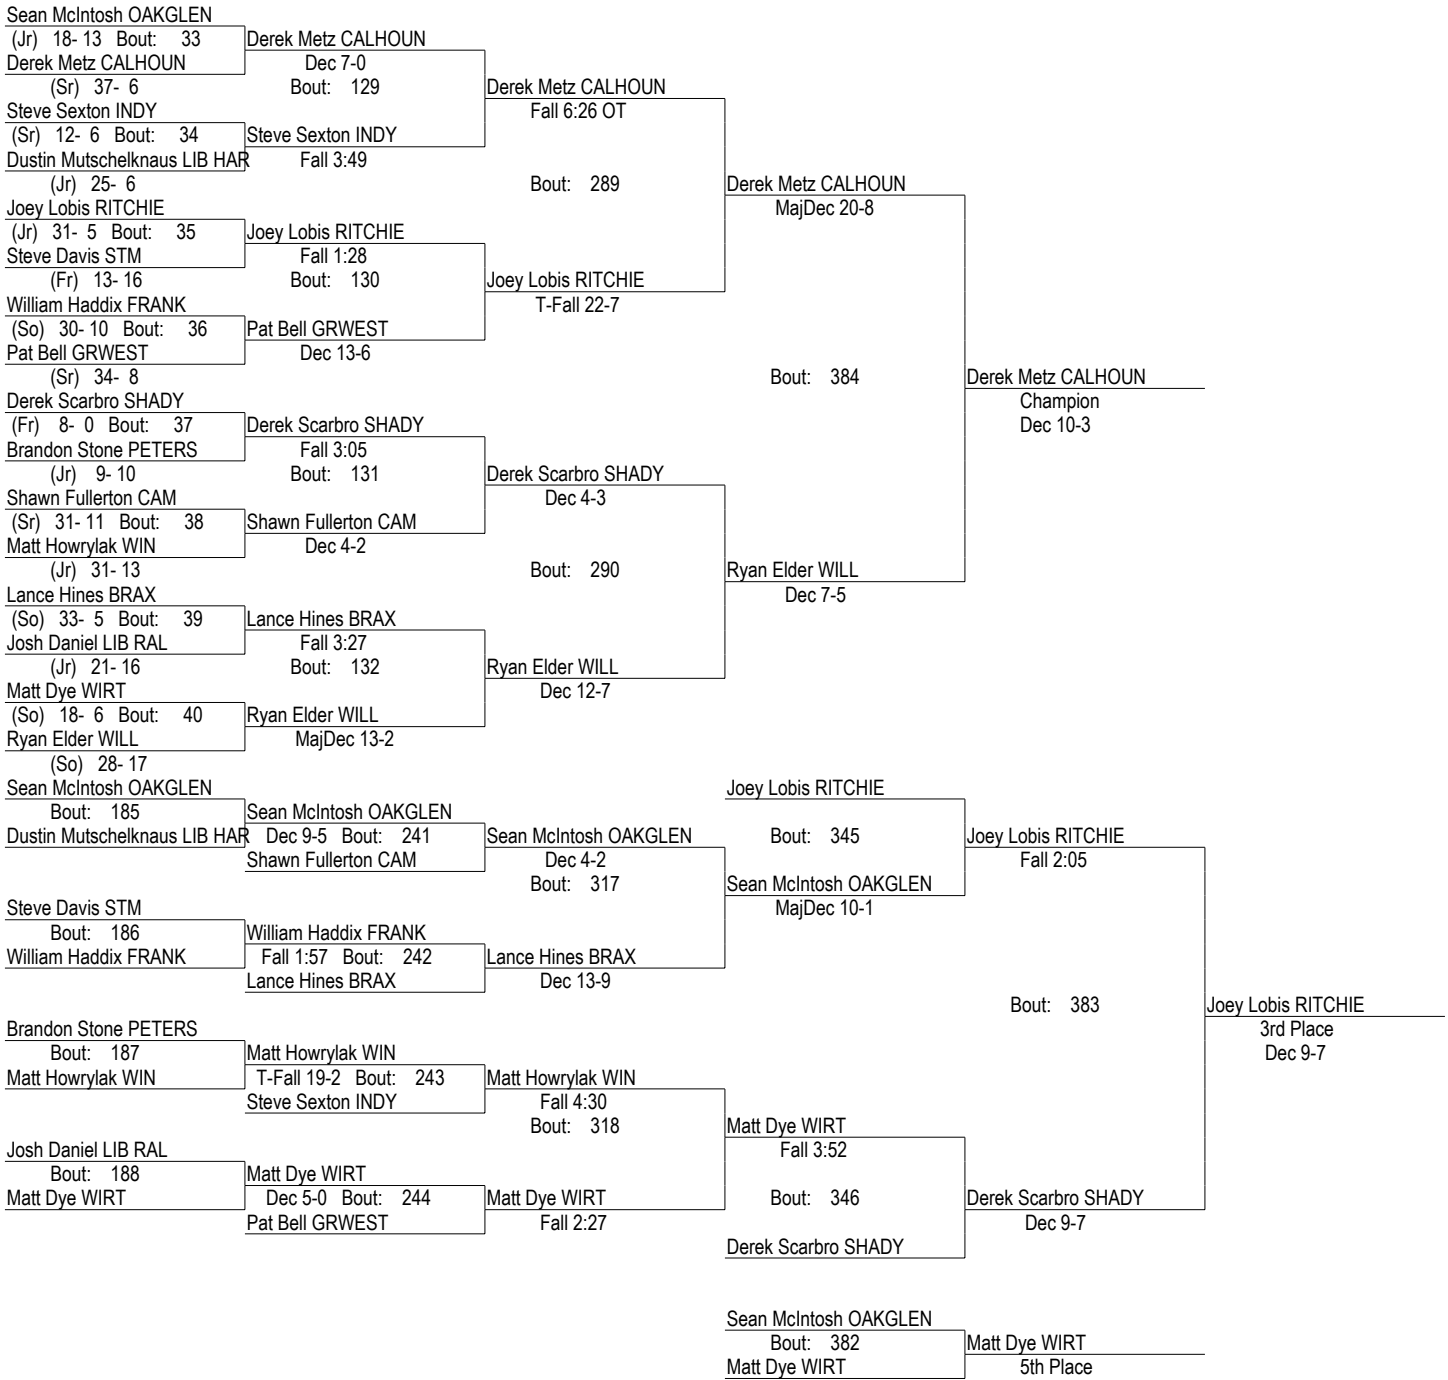 Sean McIntosh OAKGLEN
(Jr) 18- 13 Bout: 33 Derek Metz CALHOUN
Derek Metz CALHOUN Dec 7-0
(Sr) 37- 6 Bout: 129 Derek Metz CALHOUN
Steve Sexton INDY Fall 6:26 OT
(Sr) 12- 6 Bout: 34 Steve Sexton INDY
Dustin Mutschelknaus LIB HAR Fall 3:49
(Jr) 25- 6 Bout: 289 Derek Metz CALHOUN
Joey Lobis RITCHIE MajDec 20-8
(Jr) 31- 5 Bout: 35 Joey Lobis RITCHIE
Steve Davis STM Fall 1:28
(Fr) 13- 16 Bout: 130 Joey Lobis RITCHIE
William Haddix FRANK T-Fall 22-7
(So) 30- 10 Bout: 36 Pat Bell GRWEST
Pat Bell GRWEST Dec 13-6
(Sr) 34- 8 Bout: 384 Derek Metz CALHOUN
Derek Scarbro SHADY Champion
(Fr) 8- 0 Bout: 37 Derek Scarbro SHADY Dec 10-3
Brandon Stone PETERS Fall 3:05
(Jr) 9- 10 Bout: 131 Derek Scarbro SHADY
Shawn Fullerton CAM Dec 4-3
(Sr) 31- 11 Bout: 38 Shawn Fullerton CAM
Matt Howrylak WIN Dec 4-2
(Jr) 31- 13 Bout: 290 Ryan Elder WILL
Lance Hines BRAX Dec 7-5
(So) 33- 5 Bout: 39 Lance Hines BRAX
Josh Daniel LIB RAL Fall 3:27
(Jr) 21- 16 Bout: 132 Ryan Elder WILL
Matt Dye WIRT Dec 12-7
(So) 18- 6 Bout: 40 Ryan Elder WILL
Ryan Elder WILL MajDec 13-2
(So) 28- 17
Sean McIntosh OAKGLEN Joey Lobis RITCHIE
Bout: 185 Sean McIntosh OAKGLEN
Dustin Mutschelknaus LIB HAR Dec 9-5 Bout: 241 Sean McIntosh OAKGLEN Bout: 345 Joey Lobis RITCHIE
Shawn Fullerton CAM Dec 4-2 Fall 2:05
Bout: 317 Sean McIntosh OAKGLEN
Steve Davis STM MajDec 10-1
Bout: 186 William Haddix FRANK
William Haddix FRANK Fall 1:57 Bout: 242 Lance Hines BRAX
Lance Hines BRAX Dec 13-9
Bout: 383 Joey Lobis RITCHIE
Brandon Stone PETERS 3rd Place
Bout: 187 Matt Howrylak WIN Dec 9-7
Matt Howrylak WIN T-Fall 19-2 Bout: 243 Matt Howrylak WIN
Steve Sexton INDY Fall 4:30
Bout: 318 Matt Dye WIRT
Josh Daniel LIB RAL Fall 3:52
Bout: 188 Matt Dye WIRT
Matt Dye WIRT Dec 5-0 Bout: 244 Matt Dye WIRT Bout: 346 Derek Scarbro SHADY
Pat Bell GRWEST Fall 2:27 Dec 9-7
Derek Scarbro SHADY
Sean McIntosh OAKGLEN
Bout: 382 Matt Dye WIRT
Matt Dye WIRT 5th Place